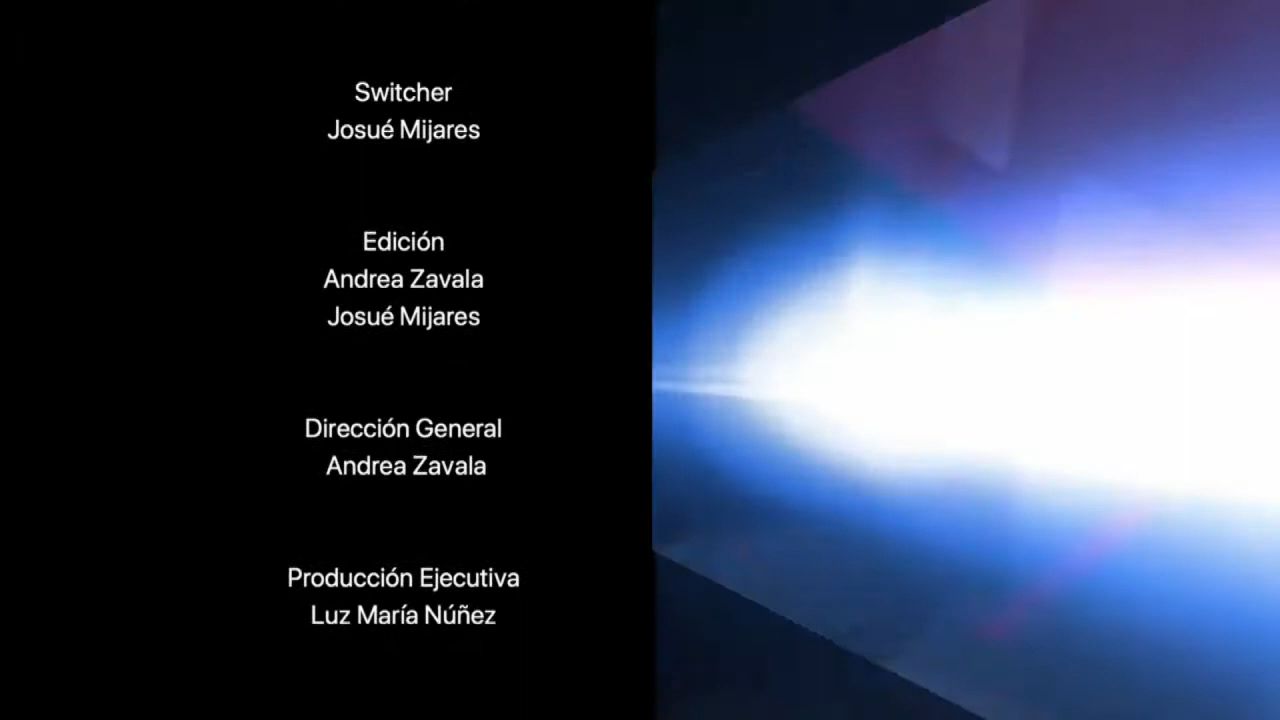 Switcher
Josué Mijares
Edición
Andrea Zavala
Josué Mijares
Dirección General
Andrea Zavala
Producción Ejecutiva
Luz María Núñez